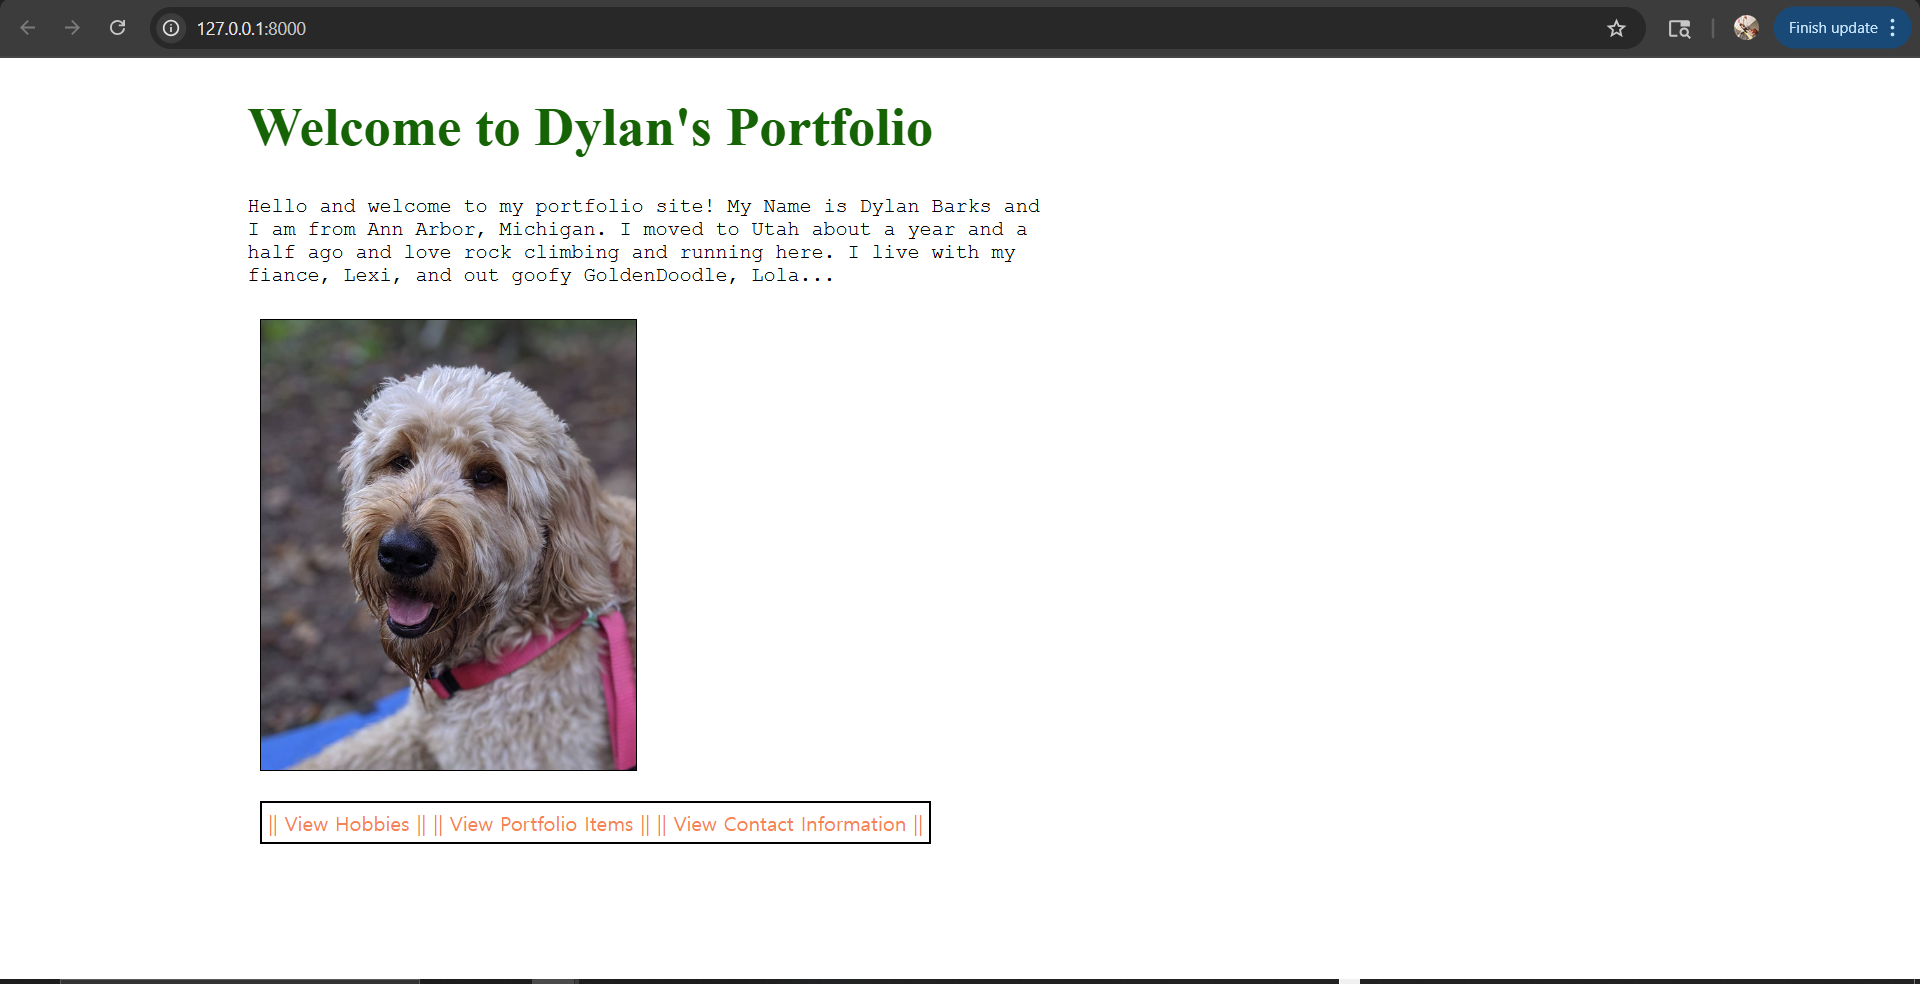 127.0.0.1:8000
Finish update
Welcome to Dylan's Portfolio
Hello and welcome to my portfolio site! My Name is Dylan Barks and
I am from Ann Arbor, Michigan. I moved to Utah about a year and a
half ago and love rock climbing and running here. I live with my
fiance, Lexi, and out goofy GoldenDoodle, Lola...
|| View Hobbies || || View Portfolio Items || || View Contact Information ||